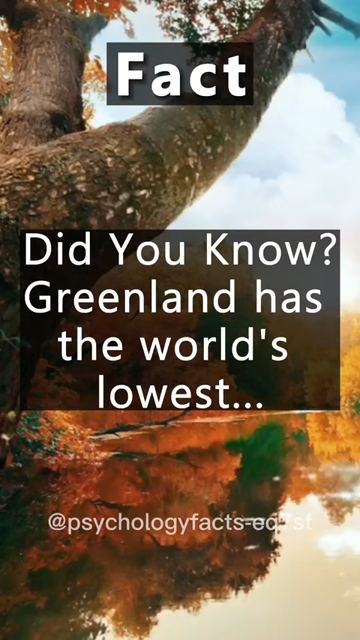 Fact
Did You Know?
Greenland has
the world's
lowest...